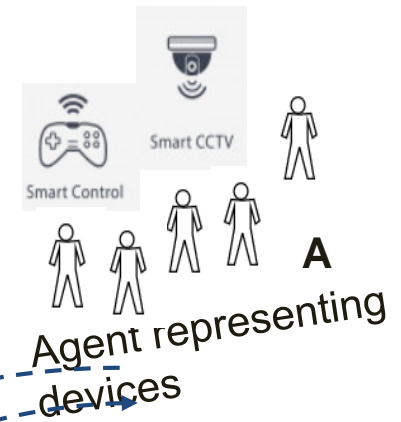 Smart CCTV
Smart Control
A
Agent representing
devices